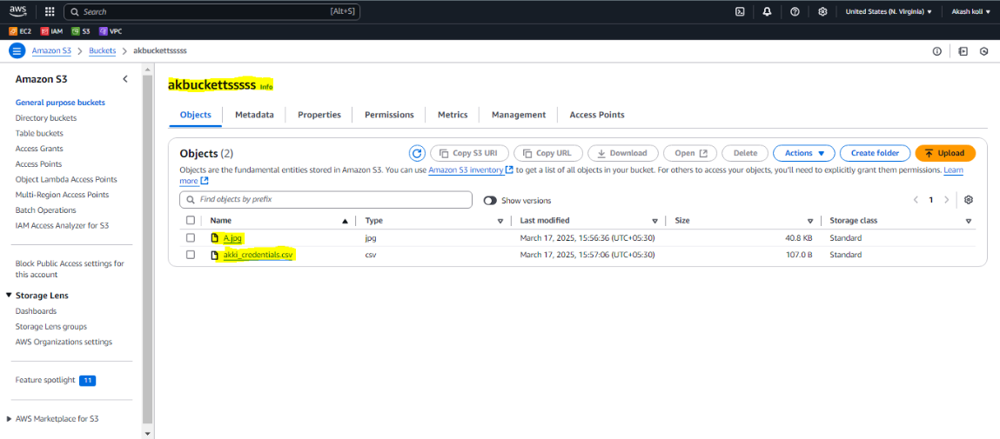 aws Search [Alt+S] United States (N. Virginia) Akash koli
EC2 IAM S3 VPC
Amazon S3 > Buckets > akbuckettsssss
Amazon S3
General purpose buckets
Directory buckets
Table buckets
Access Grants
Access Points
Object Lambda Access Points
Multi-Region Access Points
Batch Operations
IAM Access Analyzer for S3
Block Public Access settings for
this account
Storage Lens
Dashboards
Storage Lens groups
AWS Organizations settings
Feature spotlight 11
AWS Marketplace for S3
akbuckettsssss Info
Objects Metadata Properties Permissions Metrics Management Access Points
Objects (2) Copy S3 URI Copy URL Download Open Delete Actions Create folder Upload
Objects are the fundamental entities stored in Amazon S3. You can use Amazon S3 inventory to get a list of all objects in your bucket. For others to access your objects, you'll need to explicitly grant them permissions. Learn
more
Find objects by prefix Show versions 1
Name Type Last modified Size Storage class
A.jpg jpg March 17, 2025, 15:56:36 (UTC+05:30) 40.8 KB Standard
akki_credentials.csv csv March 17, 2025, 15:57:06 (UTC+05:30) 107.0 B Standard